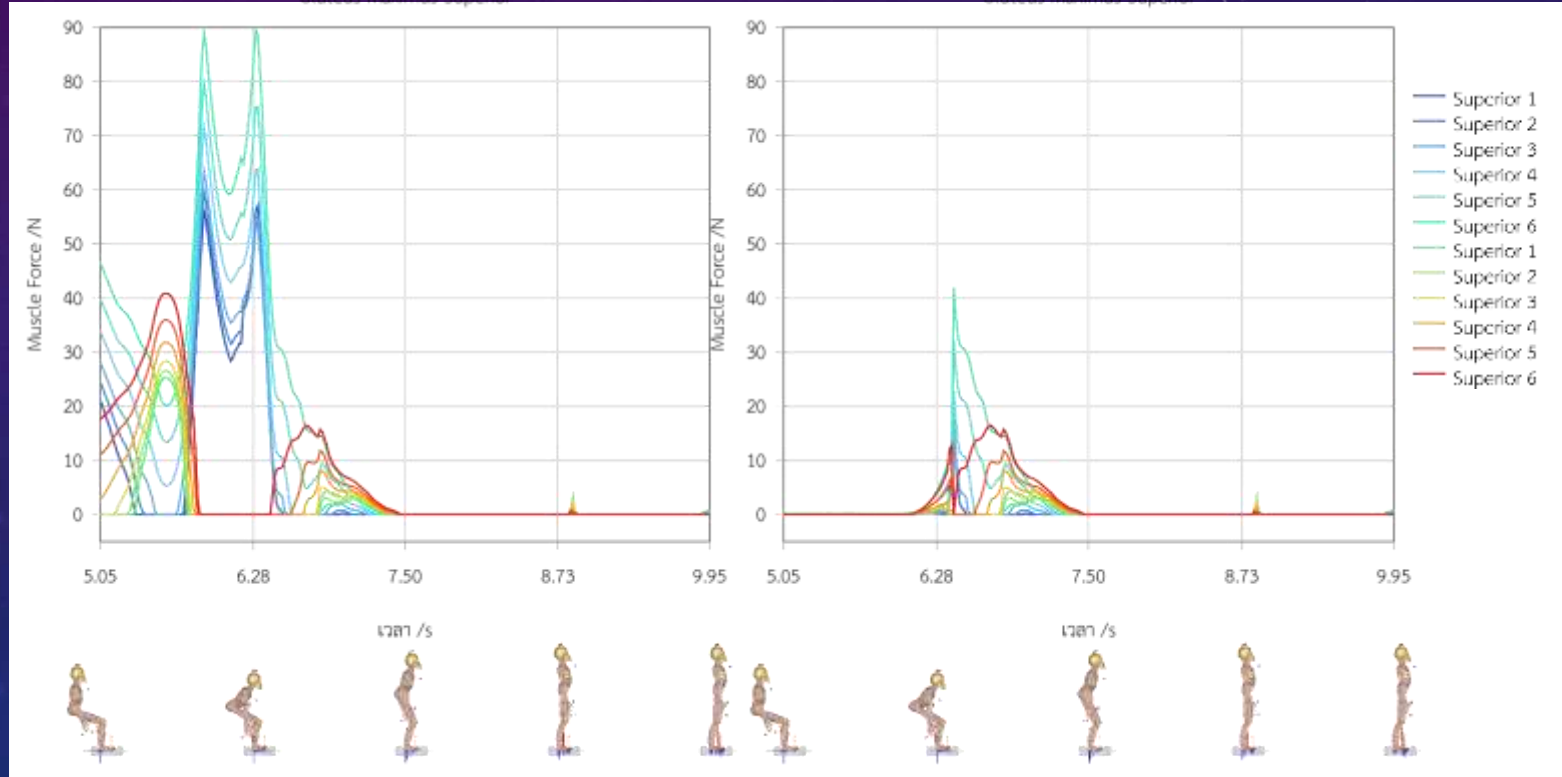 90
80
70
60
50
40
30
20
10
0
Muscle Force /N
5.05 6.28 7.50 8.73 9.95
เวลา /s
90
80
70
60
50
40
30
20
10
0
Muscle Force /N
5.05 6.28 7.50 8.73 9.95
เวลา /s
Superior 1
Superior 2
Superior 3
Superior 4
Superior 5
Superior 6
Superior 1
Superior 2
Superior 3
Superior 4
Superior 5
Superior 6